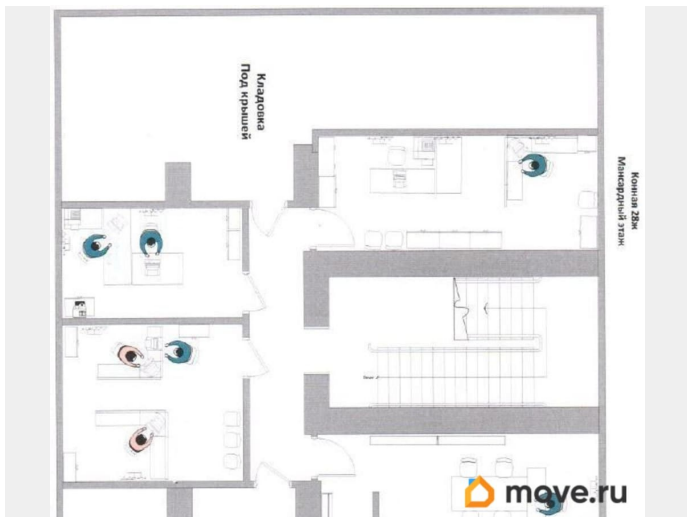 Кладовка
Под крышей
Конная 28ж
Мансардный этаж
move.ru